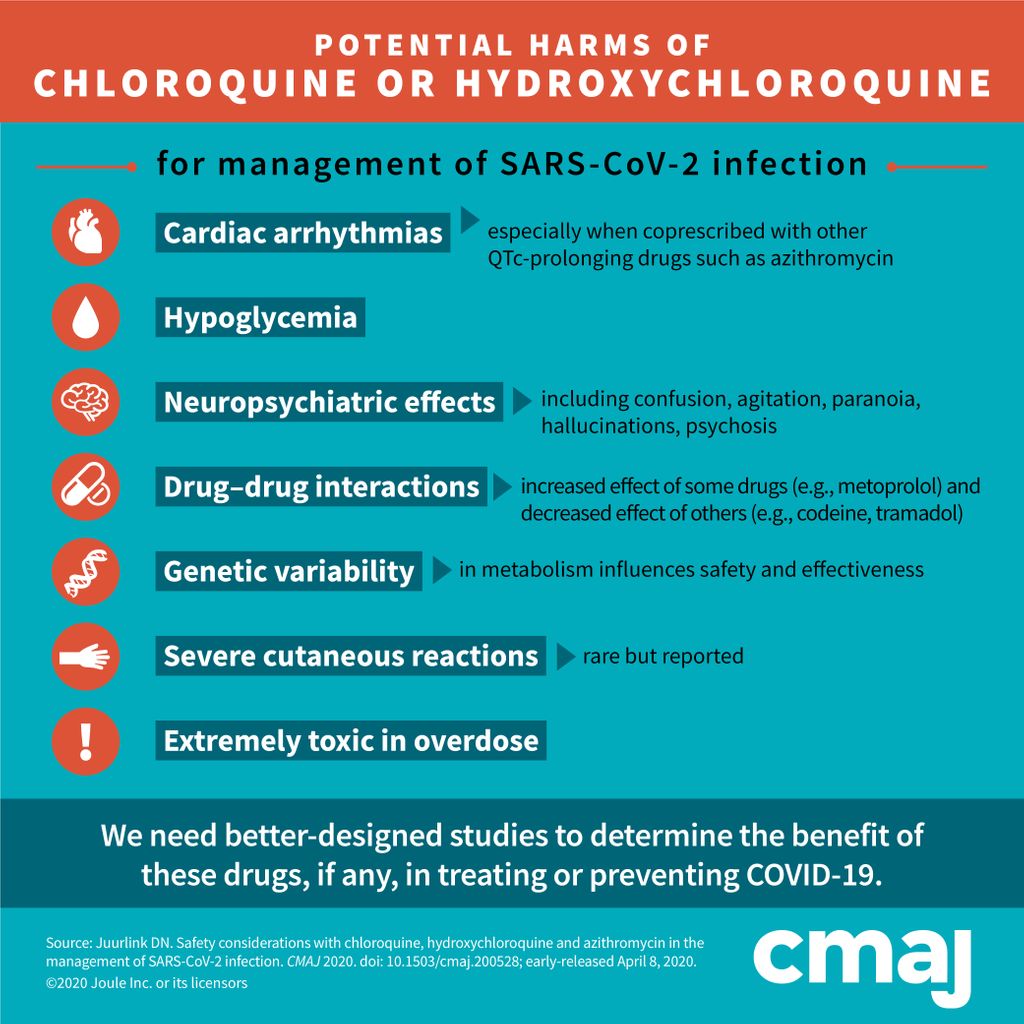 POTENTIAL HARMS OF
CHLOROQUINE OR HYDROXYCHLOROQUINE
for management of SARS-CoV-2 infection
Cardiac arrhythmias
especially when coprescribed with other
QTc-prolonging drugs such as azithromycin
Hypoglycemia
Neuropsychiatric effects
including confusion, agitation, paranoia,
hallucinations, psychosis
Drug–drug interactions
increased effect of some drugs (e.g., metoprolol) and
decreased effect of others (e.g., codeine, tramadol)
Genetic variability
in metabolism influences safety and effectiveness
Severe cutaneous reactions
rare but reported
!
Extremely toxic in overdose
We need better-designed studies to determine the benefit of
these drugs, if any, in treating or preventing COVID-19.
Source: Juurlink DN. Safety considerations with chloroquine, hydroxychloroquine and azithromycin in the
management of SARS-CoV-2 infection. CMAJ 2020. doi: 10.1503/cmaj.200528; early-released April 8, 2020.
©2020 Joule Inc. or its licensors
cmaj